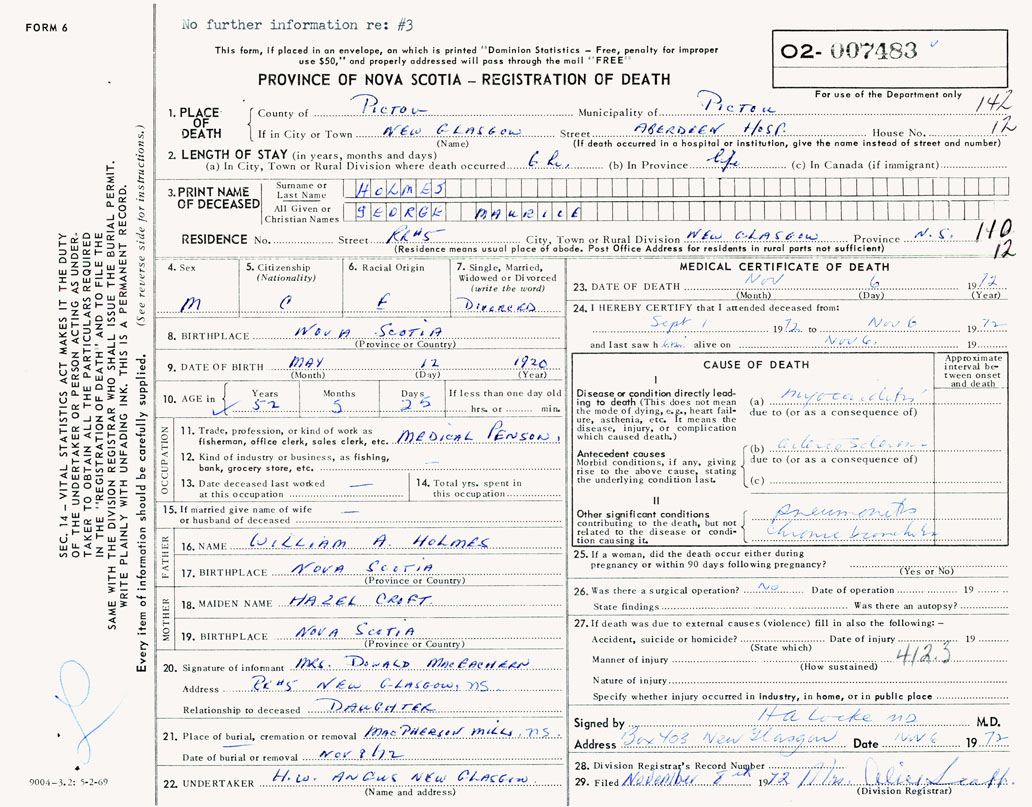 FORM 6
No further information re: #3
This form, if placed in an envelope, on which is printed "Dominion Statistics – Free, penalty for improper
use $50," and properly addressed will pass through the mail "FREE"
PROVINCE OF NOVA SCOTIA – REGISTRATION OF DEATH
02- 007483
For use of the Department only
142
12
1. PLACE OF DEATH
County of PICTOU Municipality of PICTOU
If in City or Town NEW GLASGOW Street ABERDEEN HOSP. House No.
(Name) (If death occurred in a hospital or institution, give the name instead of street and number)
2. LENGTH OF STAY (in years, months and days)
(a) In City, Town or Rural Division where death occurred 6 hr. (b) In Province life (c) In Canada (if immigrant)
3. PRINT NAME OF DECEASED
Surname or Last Name HOLMES
All Given or Christian Names GEORGE MAURICE
RESIDENCE No. Street RR#5 City, Town or Rural Division NEW GLASGOW Province N.S.
(Residence means usual place of abode. Post Office Address for residents in rural parts not sufficient)
110
12
4. Sex M
5. Citizenship (Nationality) C
6. Racial Origin E
7. Single, Married, Widowed or Divorced (write the word) DIVORCED
8. BIRTHPLACE NOVA SCOTIA
(Province or Country)
9. DATE OF BIRTH MAY 12 1920
(Month) (Day) (Year)
10. AGE in Years 52 Months 5 Days 25 If less than one day old
hrs. or min.
OCCUPATION
11. Trade, profession, or kind of work as
fisherman, office clerk, sales clerk, etc. MEDICAL PENSION.
12. Kind of industry or business, as fishing,
bank, grocery store, etc. —
13. Date deceased last worked
at this occupation —
14. Total yrs. spent in
this occupation
15. If married give name of wife
or husband of deceased —
FATHER
16. NAME WILLIAM A. HOLMES
17. BIRTHPLACE NOVA SCOTIA
(Province or Country)
MOTHER
18. MAIDEN NAME HAZEL CROFT.
19. BIRTHPLACE NOVA SCOTIA
(Province or Country)
20. Signature of informant MRS. DONALD MACEACHERN
Address RR#5 NEW GLASGOW, NS
Relationship to deceased DAUGHTER
21. Place of burial, cremation or removal MACPHERSON MILLS, NS.
Date of burial or removal NOV 8/72
22. UNDERTAKER H.W. ANGUS NEW GLASGOW.
(Name and address)
MEDICAL CERTIFICATE OF DEATH
23. DATE OF DEATH Nov 6 1972
(Month) (Day) (Year)
24. I HEREBY CERTIFY that I attended deceased from:
Sept 1 1972 to Nov 6 1972
and last saw him alive on Nov 6. 19
CAUSE OF DEATH
Approximate interval between onset and death
I
Disease or condition directly leading
to death (This does not mean
the mode of dying, e.g., heart failure,
asthenia, etc. It means the
disease, injury, or complication
which caused death.)
(a) myocarditis
due to (or as a consequence of)
Antecedent causes
Morbid conditions, if any, giving
rise to the above cause, stating
the underlying condition last.
(b)
due to (or as a consequence of)
(c)
II
Other significant conditions
contributing to the death, but not
related to the disease or condition
causing it.
pneumonitis
chronic bronchitis
25. If a woman, did the death occur either during
pregnancy or within 90 days following pregnancy?
(Yes or No)
26. Was there a surgical operation? No Date of operation 19
State findings Was there an autopsy?
27. If death was due to external causes (violence) fill in also the following: –
Accident, suicide or homicide? Date of injury 19
(State which)
412.3
Manner of injury
(How sustained)
Nature of injury
Specify whether injury occurred in industry, in home, or in public place
Signed by H A Locke MD M.D.
Address Box 408 New Glasgow Date Nov 6 1972
28. Division Registrar's Record Number
29. Filed November 8th 1972 Mrs.
(Division Registrar)
SEC. 14 – VITAL STATISTICS ACT MAKES IT THE DUTY
OF THE UNDERTAKER OR PERSON ACTING AS UNDERTAKER
TO OBTAIN ALL THE PARTICULARS REQUIRED
IN THE "REGISTRATION OF DEATH" AND TO FILE THE
SAME WITH THE DIVISION REGISTRAR WHO SHALL ISSUE THE BURIAL PERMIT.
WRITE PLAINLY WITH UNFADING INK. THIS IS A PERMANENT RECORD.
Every item of information should be carefully supplied. (See reverse side for instructions.)
9004-3.2: 5-2-69